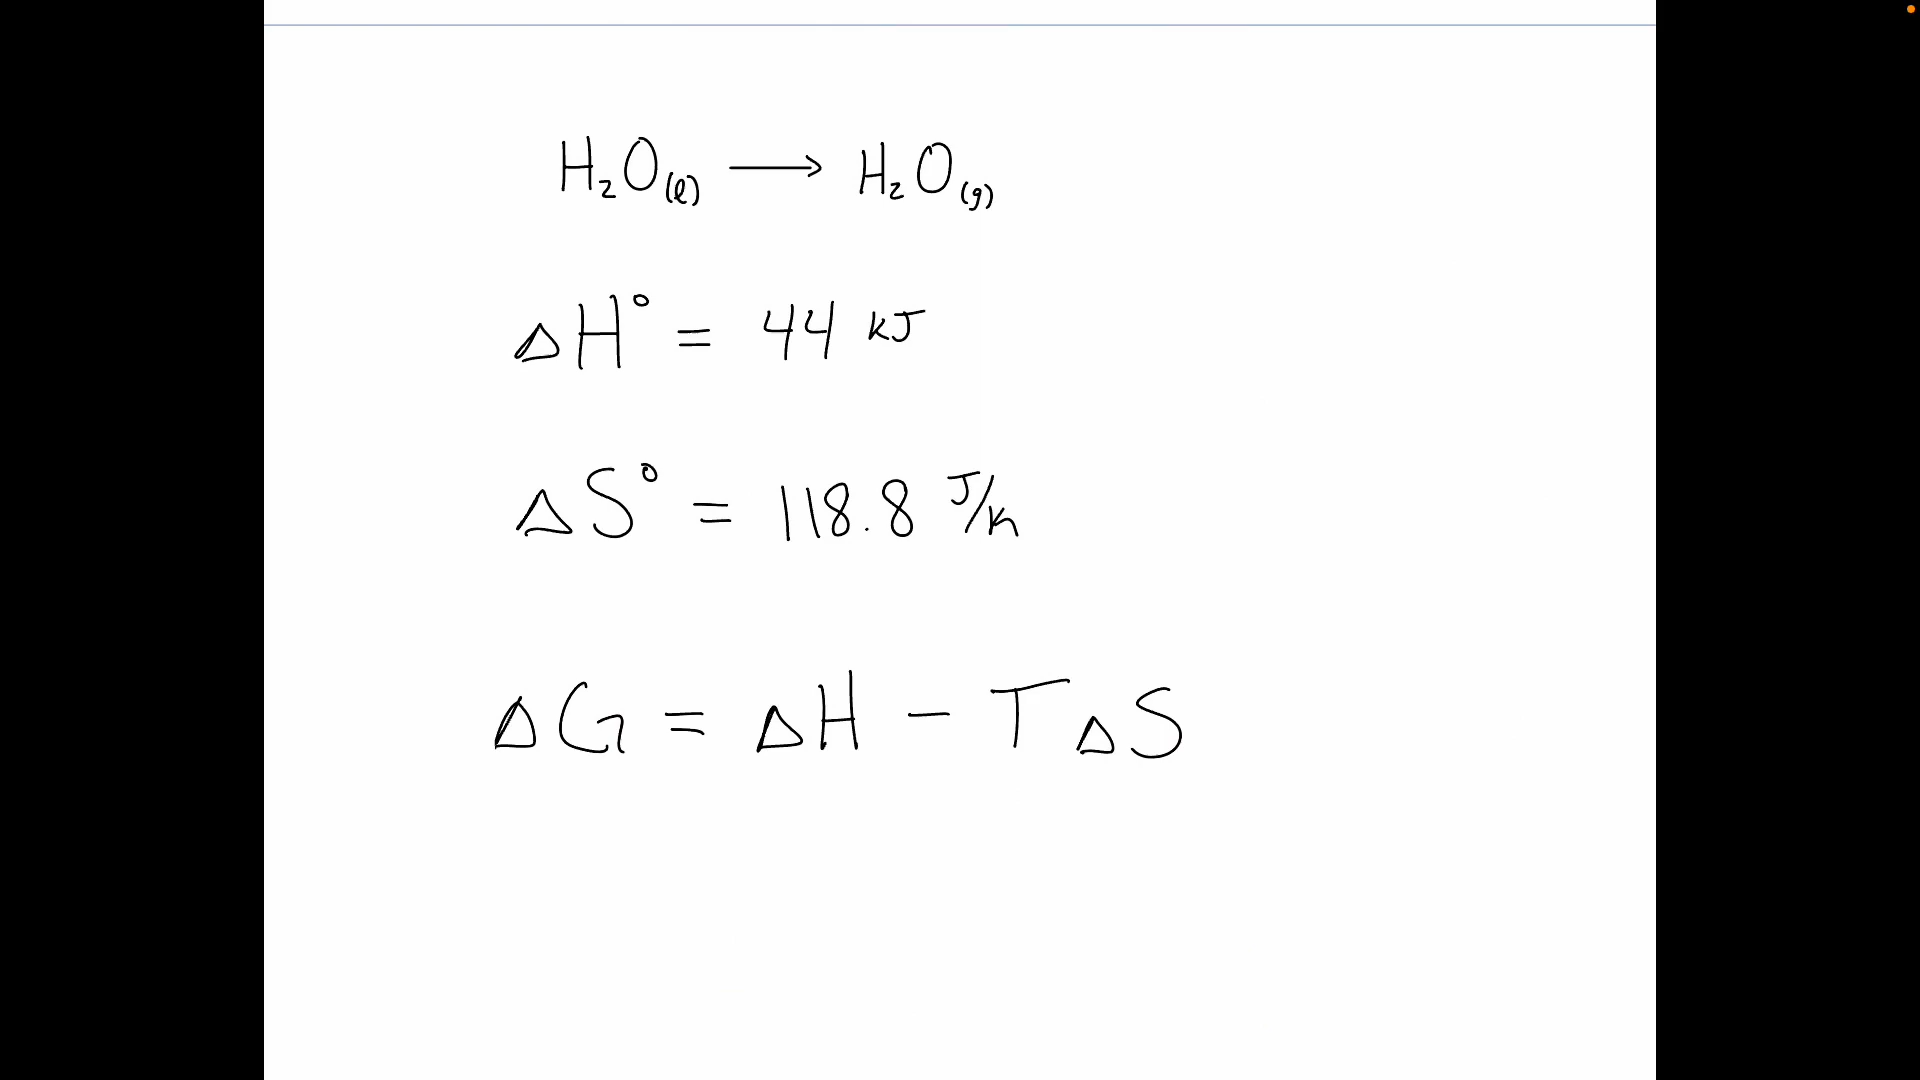 H₂O(ℓ) ⟶ H₂O(g)
ΔH° = 44 kJ
ΔS° = 118.8 J/K
ΔG = ΔH − TΔS